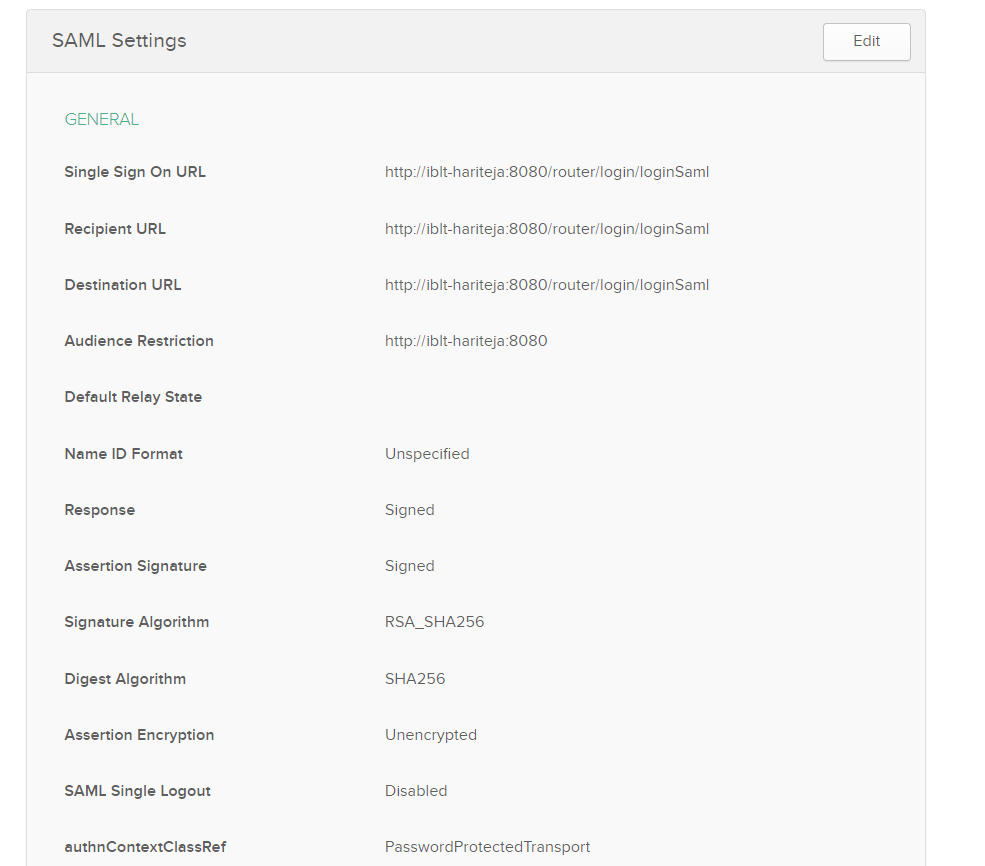 SAML Settings
Edit
GENERAL
Single Sign On URL http://iblt-hariteja:8080/router/login/loginSaml
Recipient URL http://iblt-hariteja:8080/router/login/loginSaml
Destination URL http://iblt-hariteja:8080/router/login/loginSaml
Audience Restriction http://iblt-hariteja:8080
Default Relay State
Name ID Format Unspecified
Response Signed
Assertion Signature Signed
Signature Algorithm RSA_SHA256
Digest Algorithm SHA256
Assertion Encryption Unencrypted
SAML Single Logout Disabled
authnContextClassRef PasswordProtectedTransport